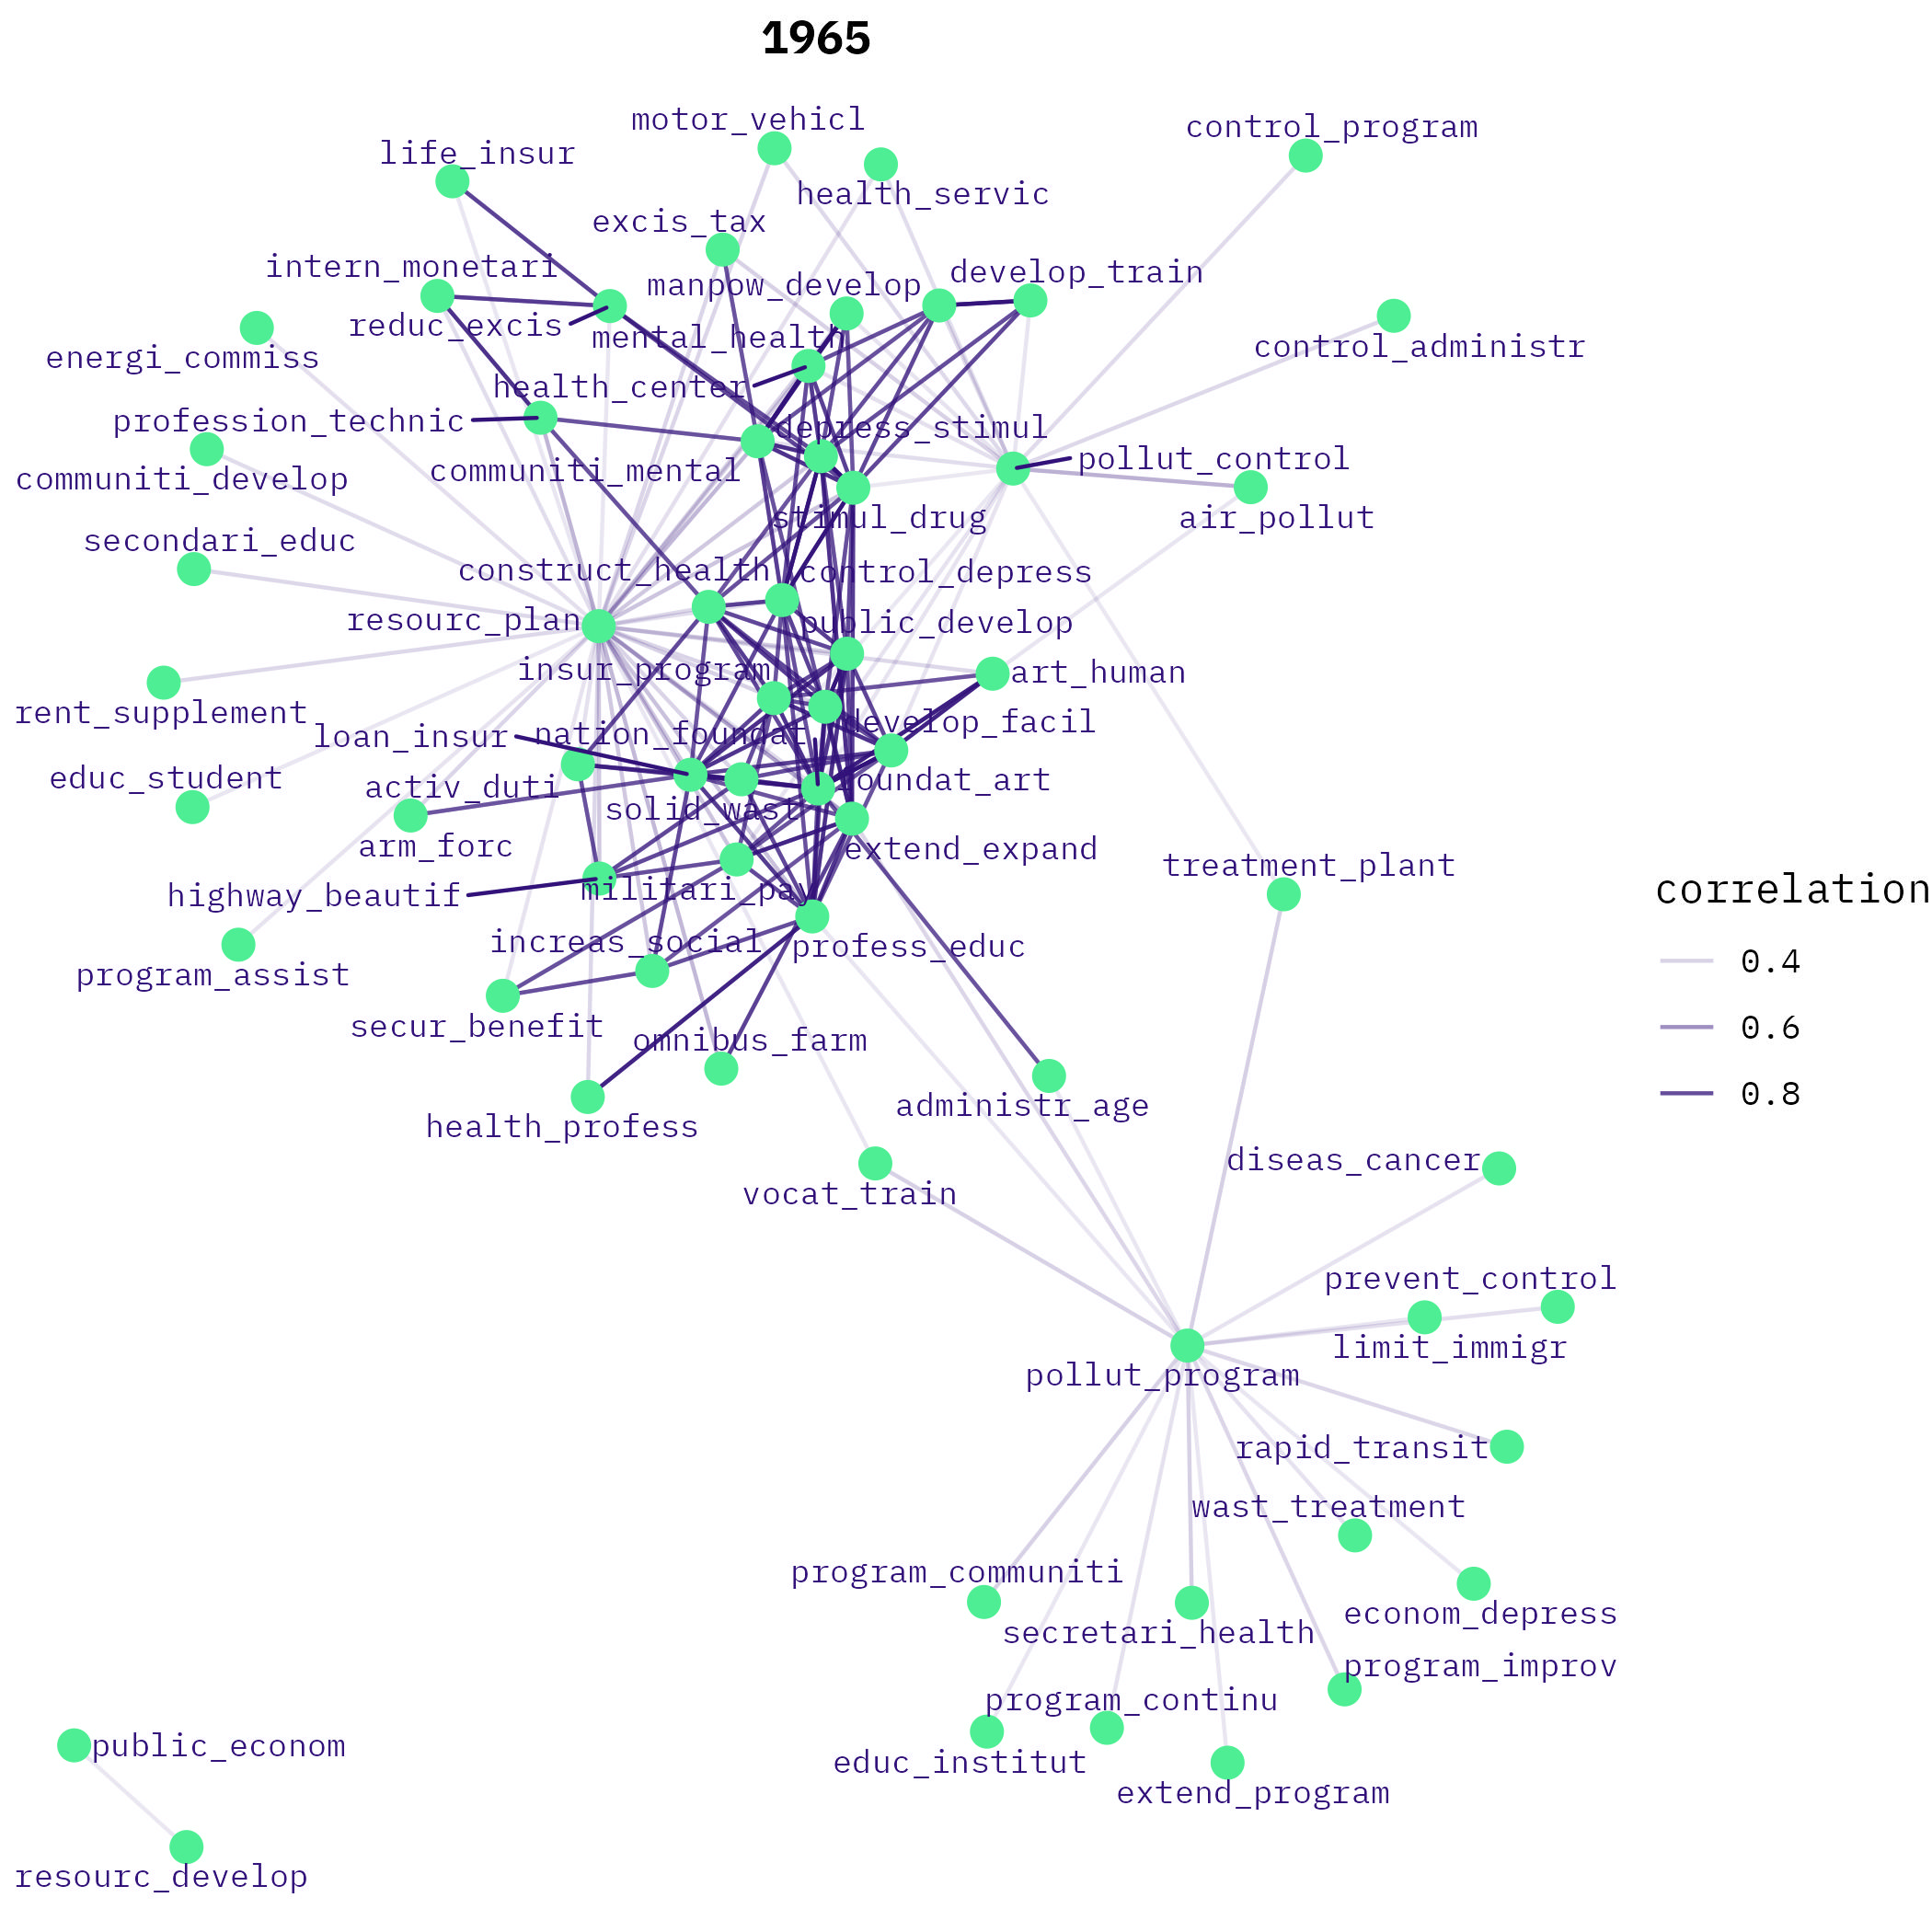 1965
motor_vehicl
control_program
life_insur
health_servic
excis_tax
intern_monetari
develop_train
manpow_develop
reduc_excis
mental_health
control_administr
energi_commiss
health_center
profession_technic
depress_stimul
pollut_control
communiti_mental
communiti_develop
stimul_drug
air_pollut
secondari_educ
construct_health
control_depress
resourc_plan
public_develop
insur_program
art_human
rent_supplement
develop_facil
loan_insur
nation_foundat
educ_student
activ_duti
foundat_art
solid_wast
arm_forc
extend_expand
treatment_plant
correlation
highway_beautif
militari_pay
increas_social
profess_educ
0.4
program_assist
secur_benefit
0.6
omnibus_farm
0.8
administr_age
health_profess
diseas_cancer
vocat_train
prevent_control
limit_immigr
pollut_program
rapid_transit
wast_treatment
program_communiti
econom_depress
secretari_health
program_improv
program_continu
public_econom
educ_institut
extend_program
resourc_develop